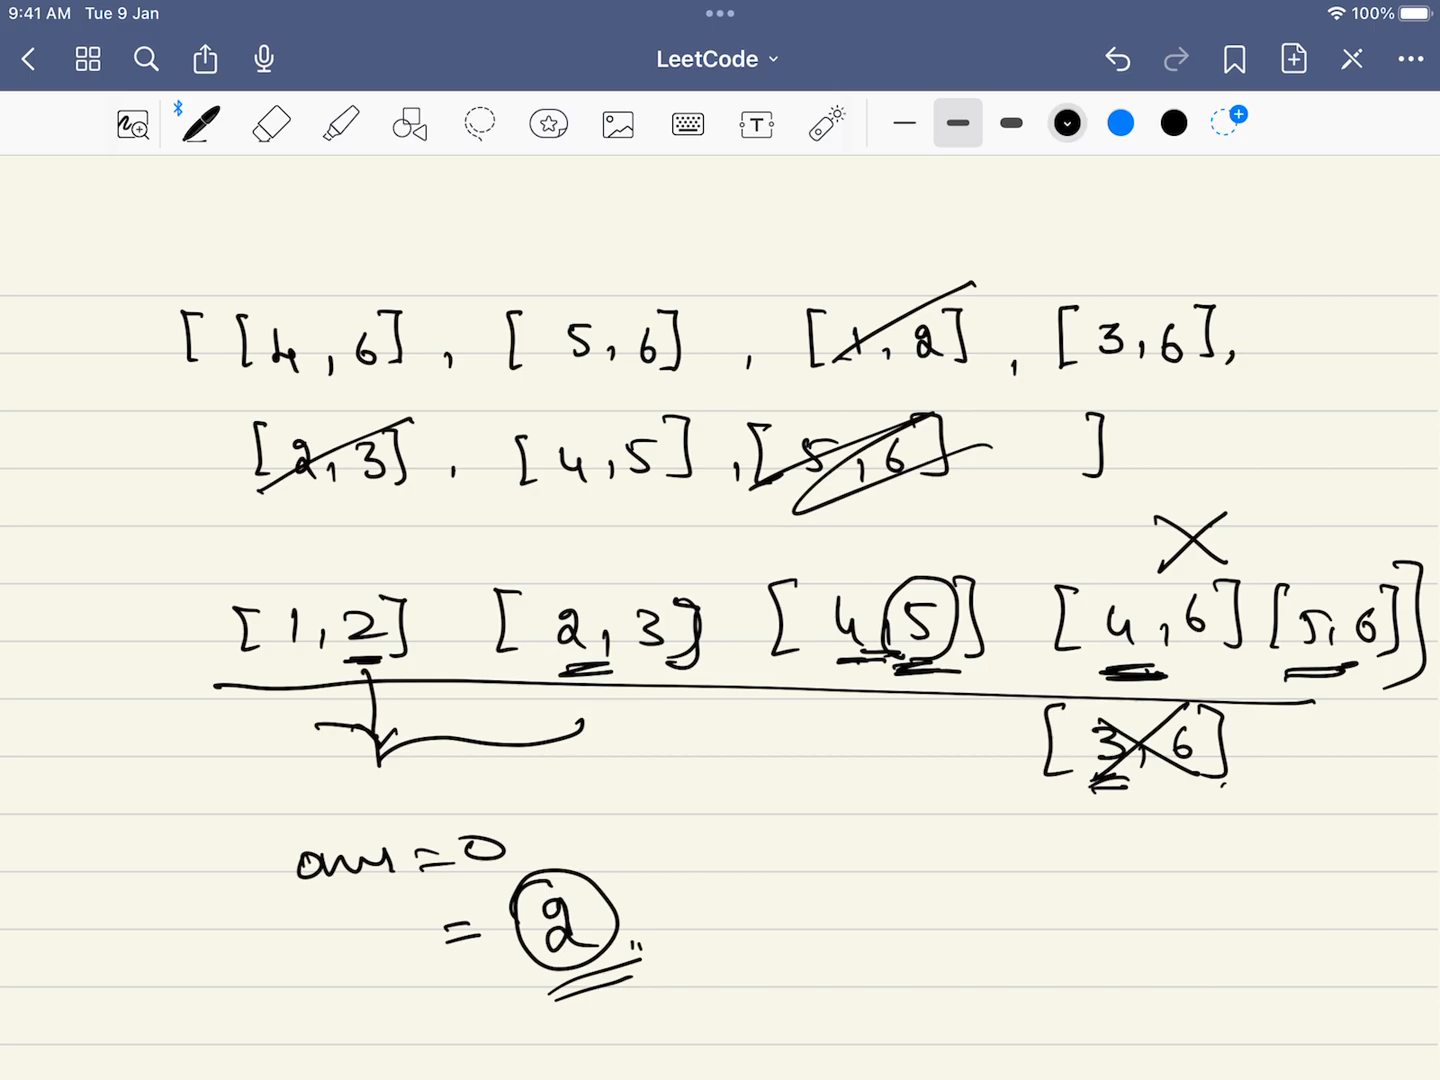 9:41 AM Tue 9 Jan 100%
LeetCode
T
[ [4, 6], [5, 6], [1, 2], [3, 6],
[2, 3], [4, 5], [5, 6] ]
[1, 2] [2, 3] [4, 5] [4, 6] [5, 6]]
[3, 6]
ans = 0
= 2